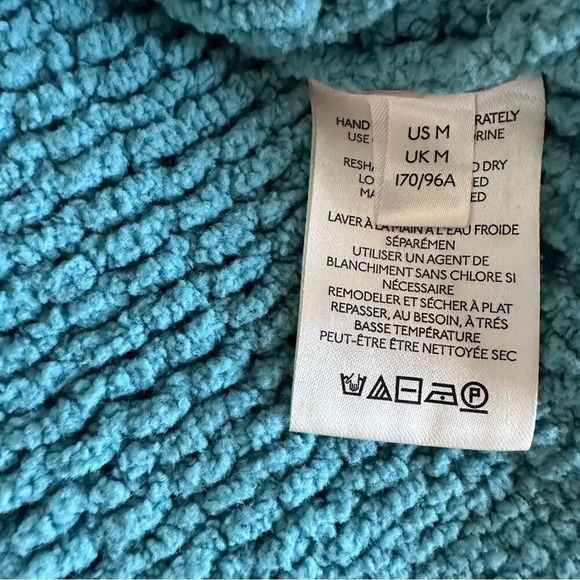 HAND RATELY
USE ORINE
US M
UK M
170/96A
RESHA O DRY
LO ED
MA ED
LAVER À LA MAIN À L'EAU FROIDE
SÉPARÉMEN
UTILISER UN AGENT DE
BLANCHIMENT SANS CHLORE SI
NÉCESSAIRE
REMODELER ET SÉCHER À PLAT
REPASSER, AU BESOIN, À TRÉS
BASSE TEMPÉRATURE
PEUT-ÊTRE ÊTRE NETTOYÉE SEC
P